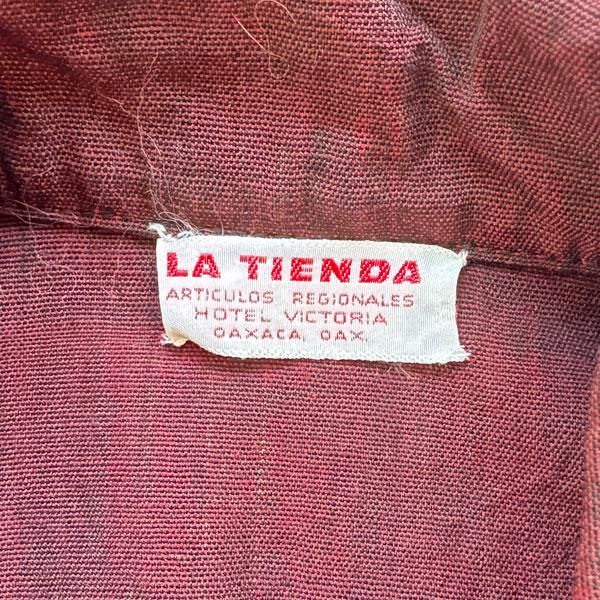 LA TIENDA
ARTICULOS REGIONALES
HOTEL VICTORIA
OAXACA, OAX.